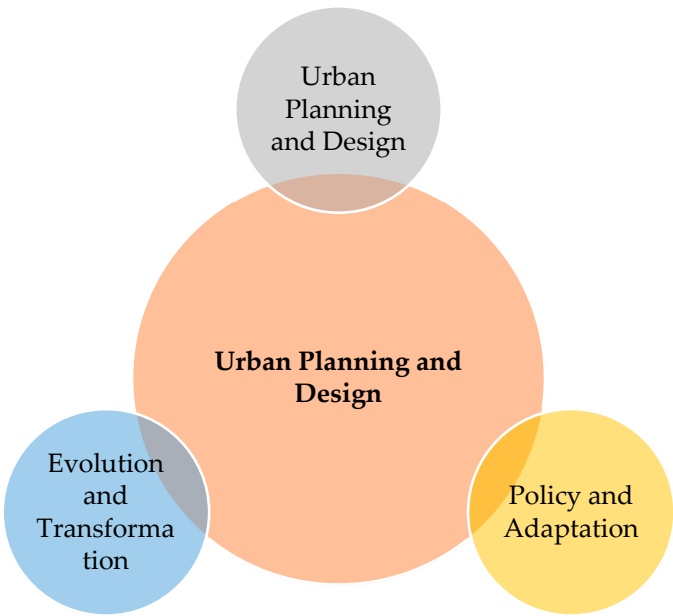 Urban
Planning
and Design
Urban Planning and
Design
Evolution
and
Transforma
tion
Policy and
Adaptation